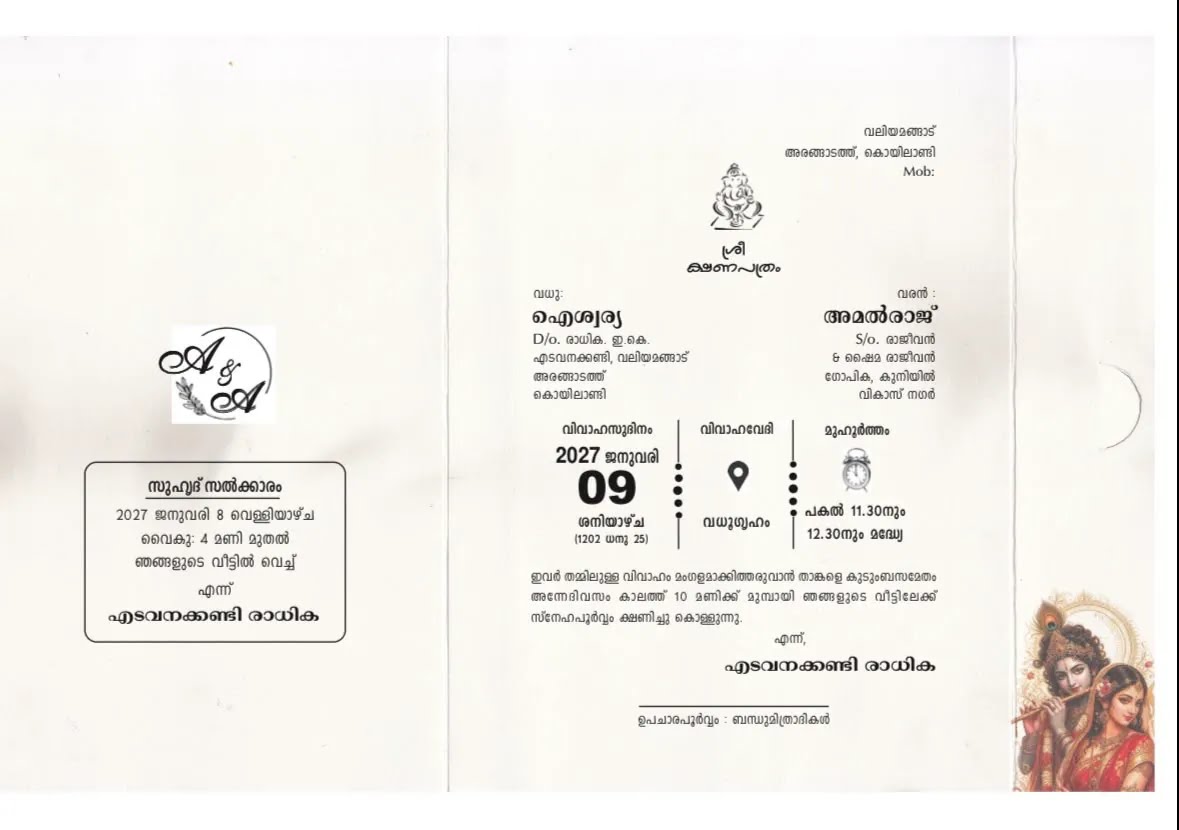 A & A
സുഹൃദ് സൽക്കാരം
2027 ജനുവരി 8 വെള്ളിയാഴ്ച
വൈകു: 4 മണി മുതൽ
ഞങ്ങളുടെ വീട്ടിൽ വെച്ച്
എന്ന്
എടവനക്കണ്ടി രാധിക
വലിയമങ്ങാട്
അരങ്ങാടത്ത്, കൊയിലാണ്ടി
Mob:
ശ്രീ
ക്ഷണപത്രം
വധു:
ഐശ്വര്യ
D/o. രാധിക. ഇ.കെ.
എടവനക്കണ്ടി, വലിയമങ്ങാട്
അരങ്ങാടത്ത്
കൊയിലാണ്ടി
വരൻ :
അമൽരാജ്
S/o. രാജീവൻ
& ഷൈമ രാജീവൻ
ഗോപിക, കുനിയിൽ
വികാസ് നഗർ
വിവാഹസുദിനം
2027 ജനുവരി
09
ശനിയാഴ്ച
(1202 ധനു 25)
വിവാഹവേദി
വധൂഗൃഹം
മുഹൂർത്തം
പകൽ 11.30നും
12.30നും മദ്ധ്യേ
ഇവർ തമ്മിലുള്ള വിവാഹം മംഗളമാക്കിത്തരുവാൻ താങ്കളെ കുടുംബസമേതം
അന്നേദിവസം കാലത്ത് 10 മണിക്ക് മുമ്പായി ഞങ്ങളുടെ വീട്ടിലേക്ക്
സ്നേഹപൂർവ്വം ക്ഷണിച്ചു കൊള്ളുന്നു.
എന്ന്,
എടവനക്കണ്ടി രാധിക
ഉപചാരപൂർവ്വം : ബന്ധുമിത്രാദികൾ